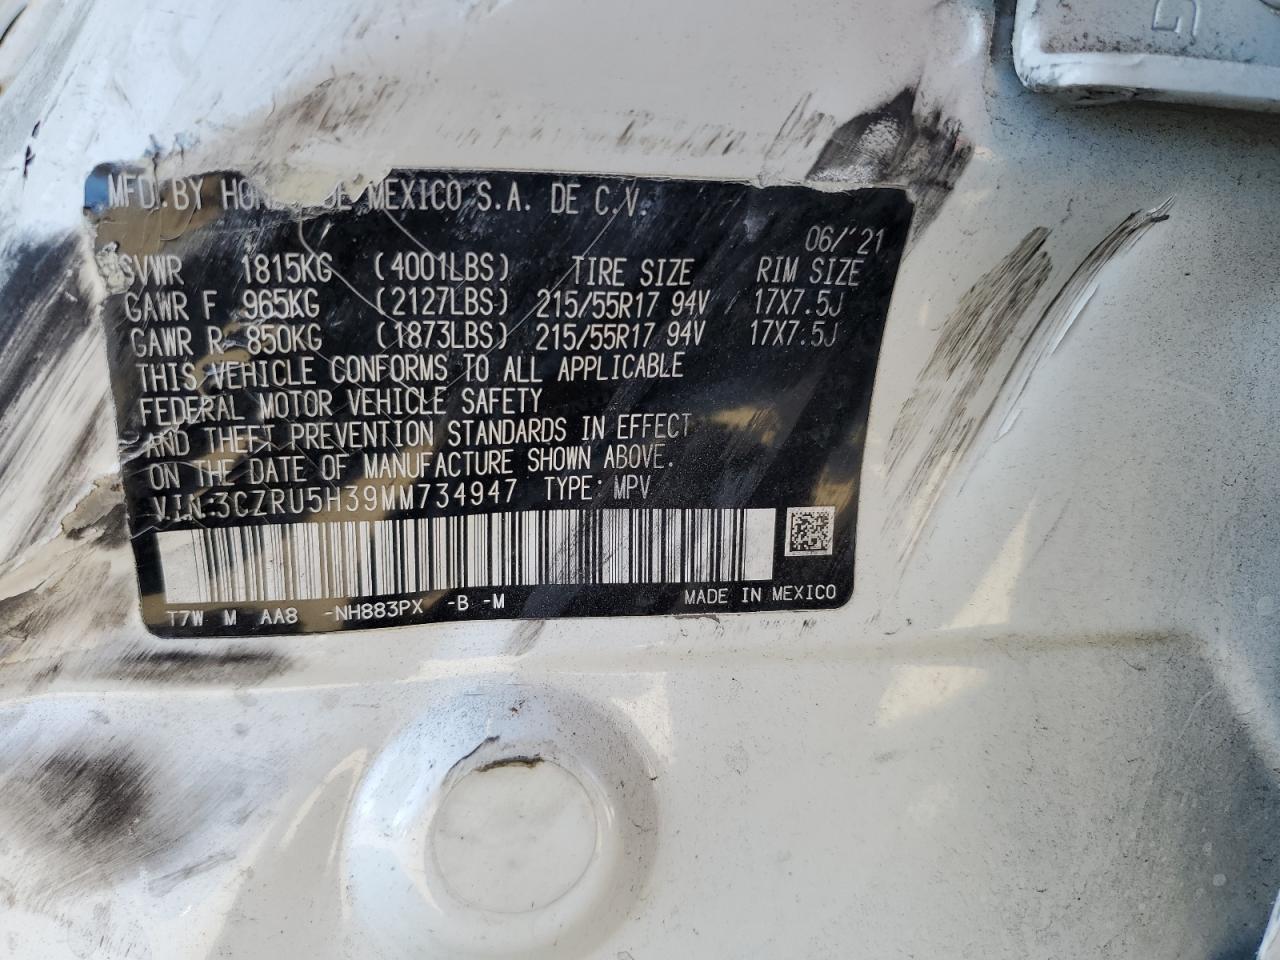 MFD. BY HONDA DE MEXICO S.A. DE C.V.
06/'21
GVWR 1815KG (4001LBS) TIRE SIZE RIM SIZE
GAWR F 965KG (2127LBS) 215/55R17 94V 17X7.5J
GAWR R 850KG (1873LBS) 215/55R17 94V 17X7.5J
THIS VEHICLE CONFORMS TO ALL APPLICABLE
FEDERAL MOTOR VEHICLE SAFETY
AND THEFT PREVENTION STANDARDS IN EFFECT
ON THE DATE OF MANUFACTURE SHOWN ABOVE.
V.I.N:3CZRU5H39MM734947 TYPE: MPV
T7W M AA8 -NH883PX -B -M MADE IN MEXICO
G